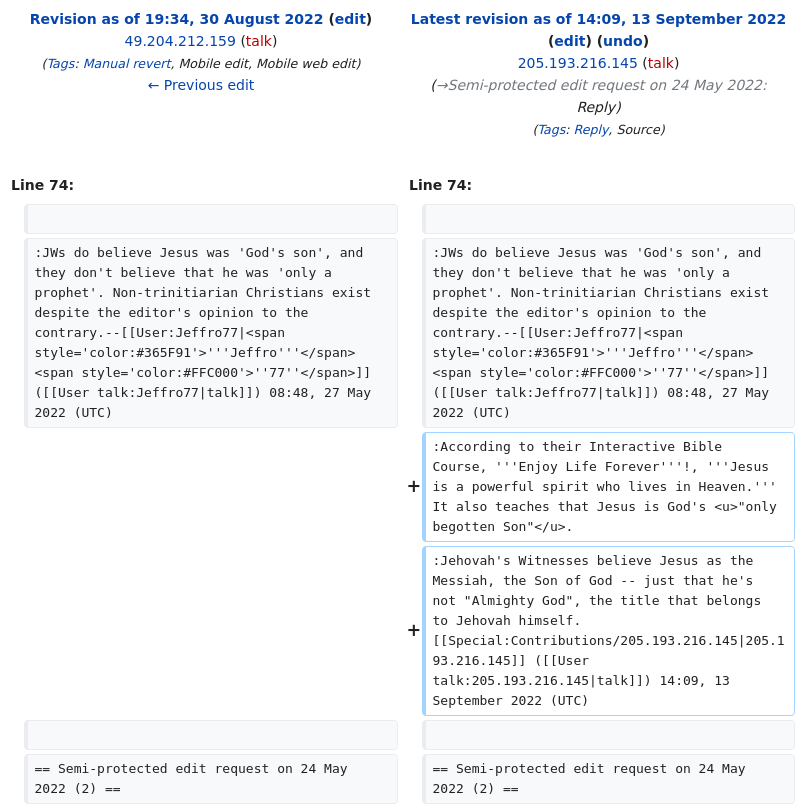 Revision as of 19:34, 30 August 2022 (edit)
49.204.212.159 (talk)
(Tags: Manual revert, Mobile edit, Mobile web edit)
← Previous edit
Latest revision as of 14:09, 13 September 2022
(edit) (undo)
205.193.216.145 (talk)
(→Semi-protected edit request on 24 May 2022:
Reply)
(Tags: Reply, Source)
Line 74:
Line 74:
:JWs do believe Jesus was 'God's son', and
they don't believe that he was 'only a
prophet'. Non-trinitiarian Christians exist
despite the editor's opinion to the
contrary.--[[User:Jeffro77|<span
style='color:#365F91'>'''Jeffro'''</span>
<span style='color:#FFC000'>''77''</span>]]
([[User talk:Jeffro77|talk]]) 08:48, 27 May
2022 (UTC)
:JWs do believe Jesus was 'God's son', and
they don't believe that he was 'only a
prophet'. Non-trinitiarian Christians exist
despite the editor's opinion to the
contrary.--[[User:Jeffro77|<span
style='color:#365F91'>'''Jeffro'''</span>
<span style='color:#FFC000'>''77''</span>]]
([[User talk:Jeffro77|talk]]) 08:48, 27 May
2022 (UTC)
+
:According to their Interactive Bible
Course, '''Enjoy Life Forever'''!, '''Jesus
is a powerful spirit who lives in Heaven.'''
It also teaches that Jesus is God's <u>"only
begotten Son"</u>.
+
:Jehovah's Witnesses believe Jesus as the
Messiah, the Son of God -- just that he's
not "Almighty God", the title that belongs
to Jehovah himself.
[[Special:Contributions/205.193.216.145|205.1
93.216.145]] ([[User
talk:205.193.216.145|talk]]) 14:09, 13
September 2022 (UTC)
== Semi-protected edit request on 24 May
2022 (2) ==
== Semi-protected edit request on 24 May
2022 (2) ==